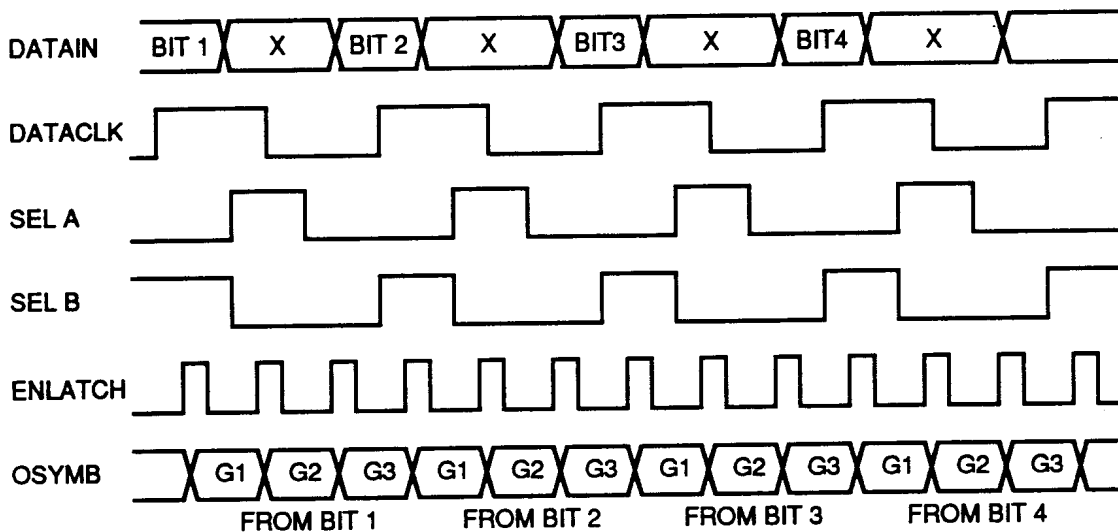 DATAIN BIT 1 X BIT 2 X BIT3 X BIT4 X
DATACLK
SEL A
SEL B
ENLATCH
OSYMB G1 G2 G3 G1 G2 G3 G1 G2 G3 G1 G2 G3
FROM BIT 1 FROM BIT 2 FROM BIT 3 FROM BIT 4